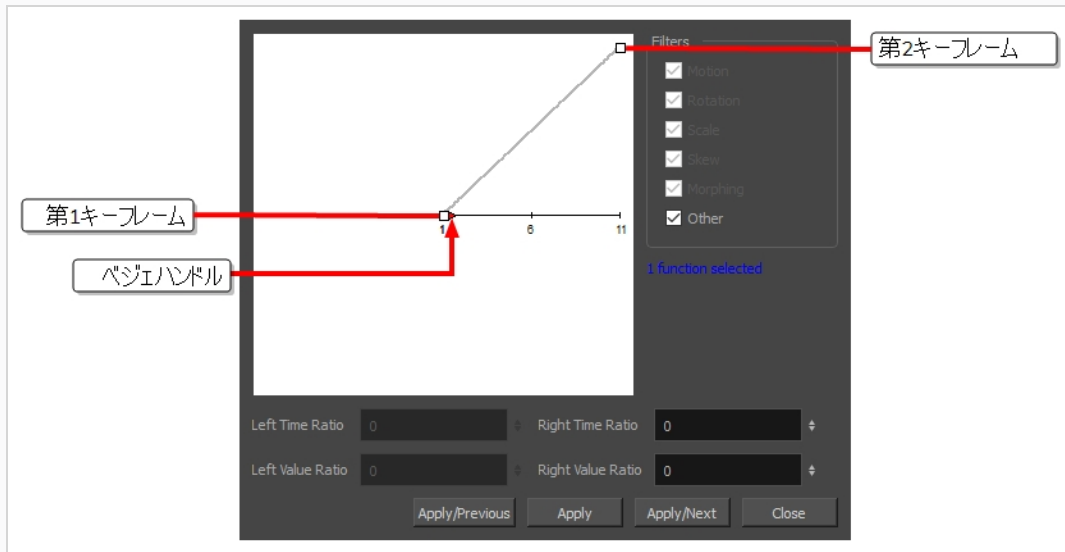 第2キーフレーム
Filters
Motion
Rotation
Scale
Skew
Morphing
Other
第1キーフレーム
1 6 11
ベジェハンドル
1 function selected
Left Time Ratio 0 Right Time Ratio 0
Left Value Ratio 0 Right Value Ratio 0
Apply/Previous Apply Apply/Next Close